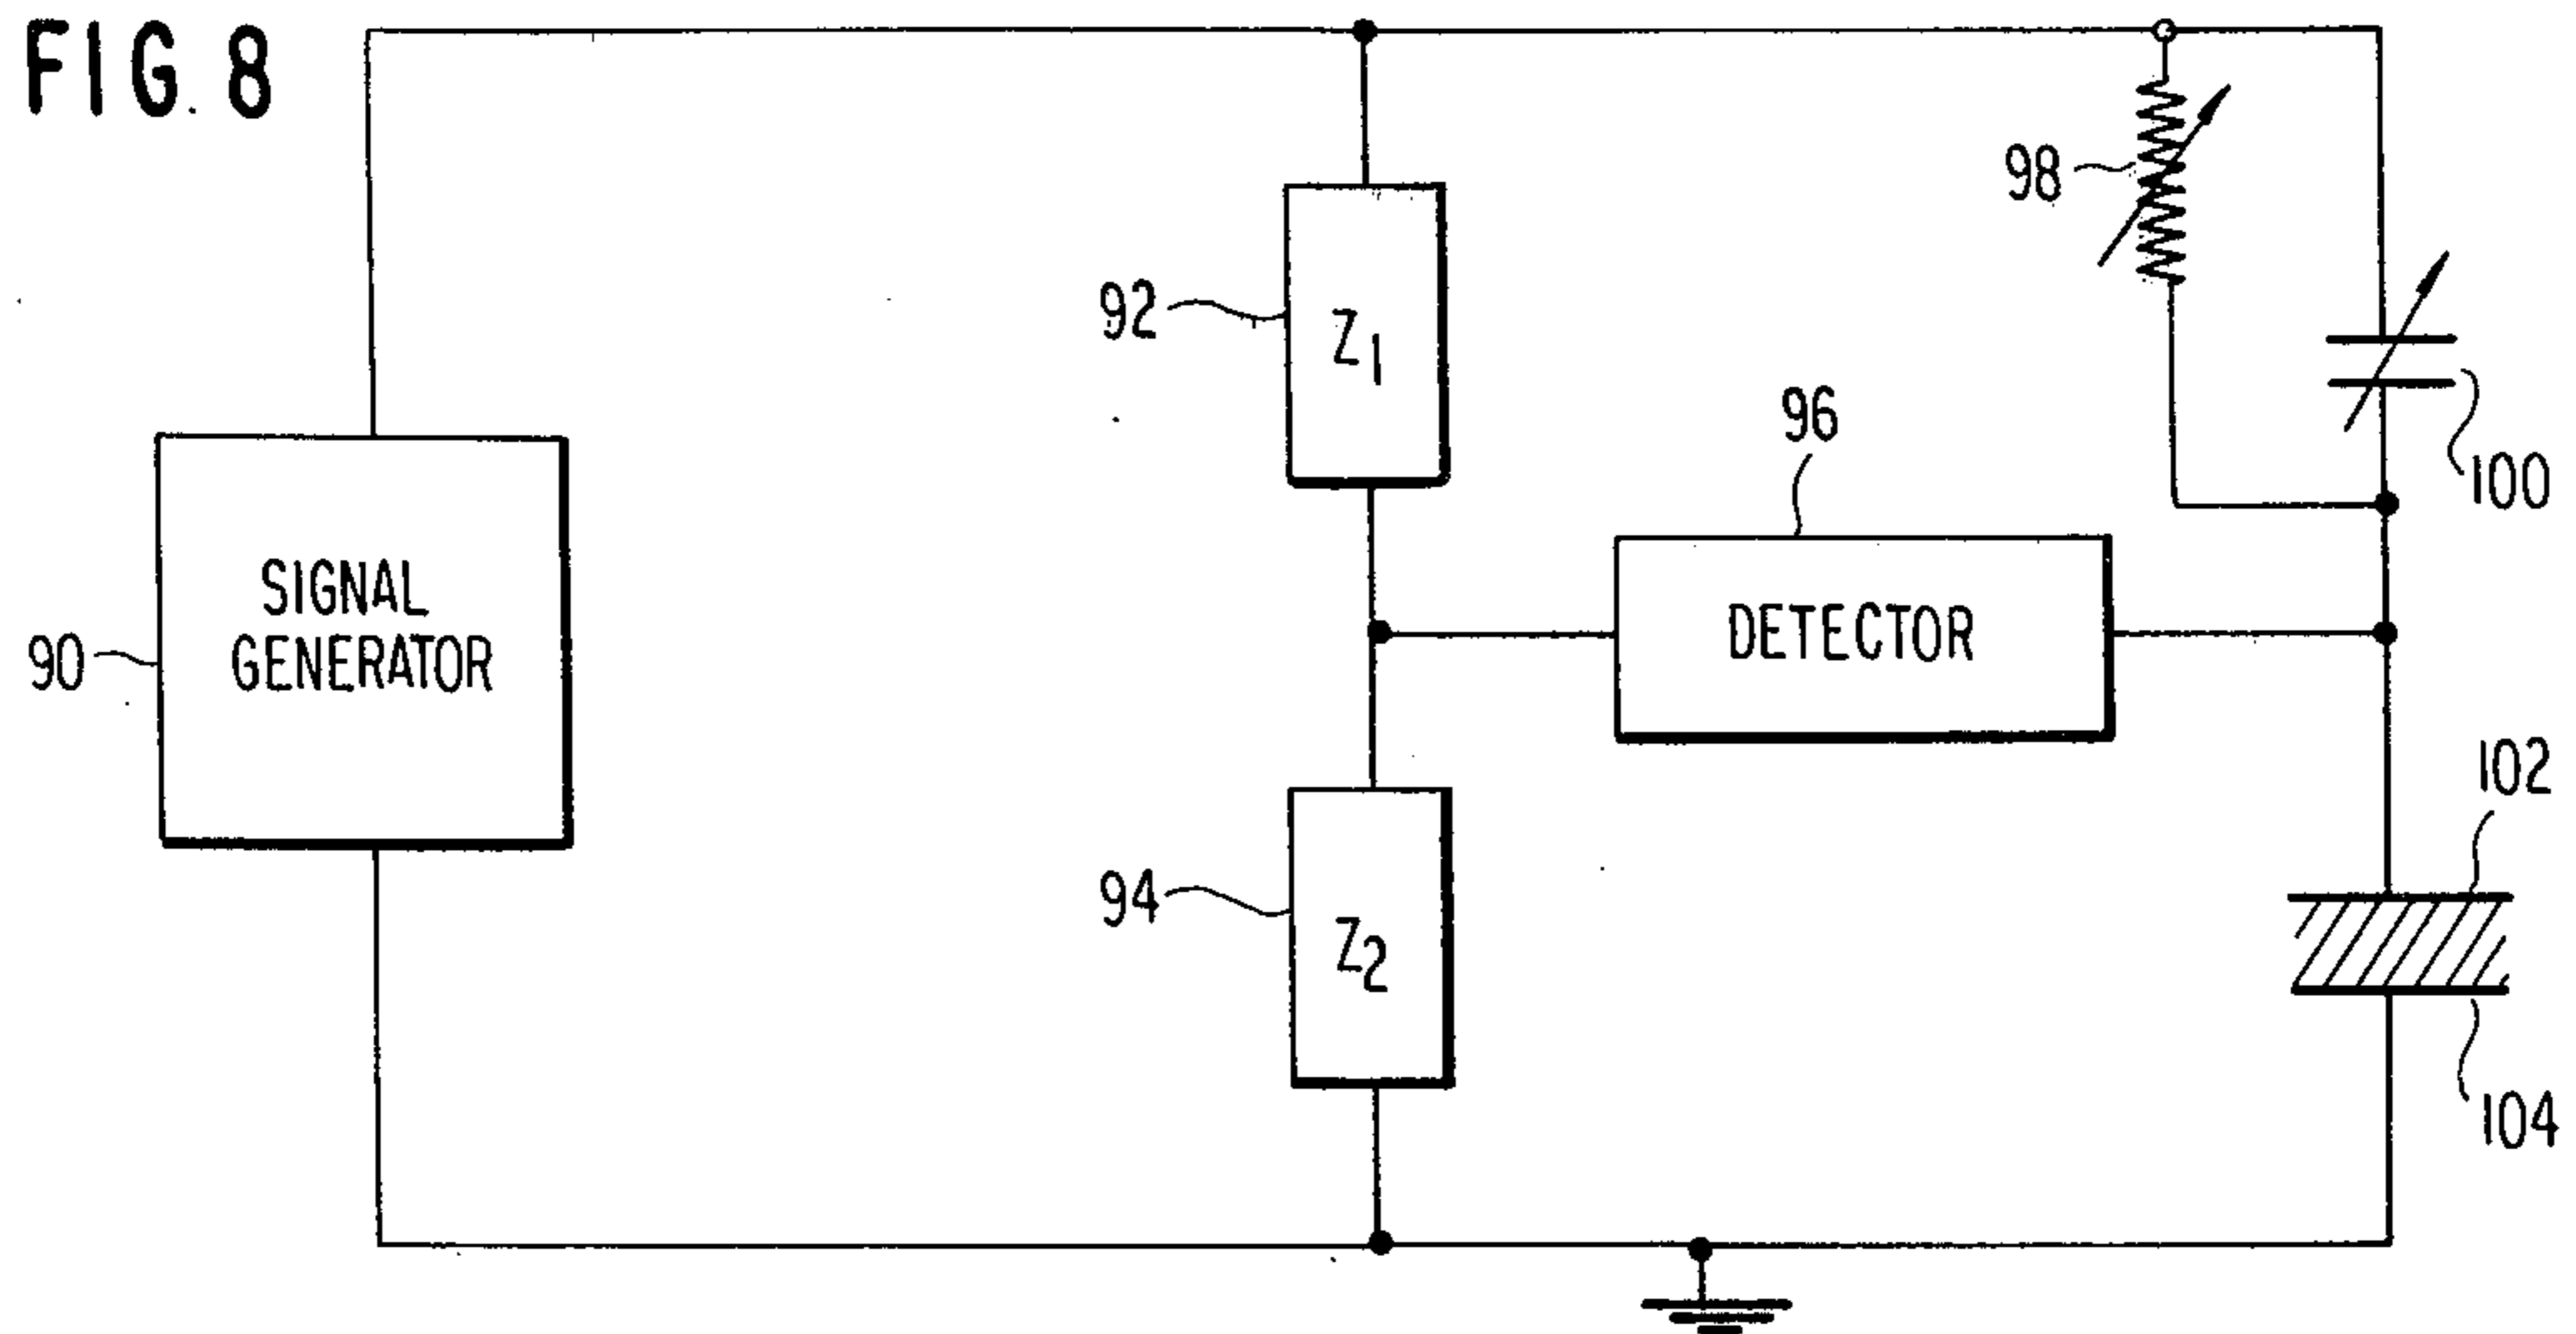 FIG. 8
98
92
Z1
96
100
SIGNAL
GENERATOR
90
DETECTOR
102
94
Z2
104